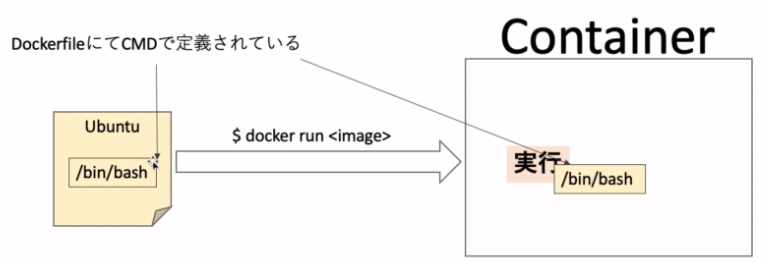 Container
DockerfileにてCMDで定義されている
Ubuntu
/bin/bash
$ docker run <image>
実行
/bin/bash